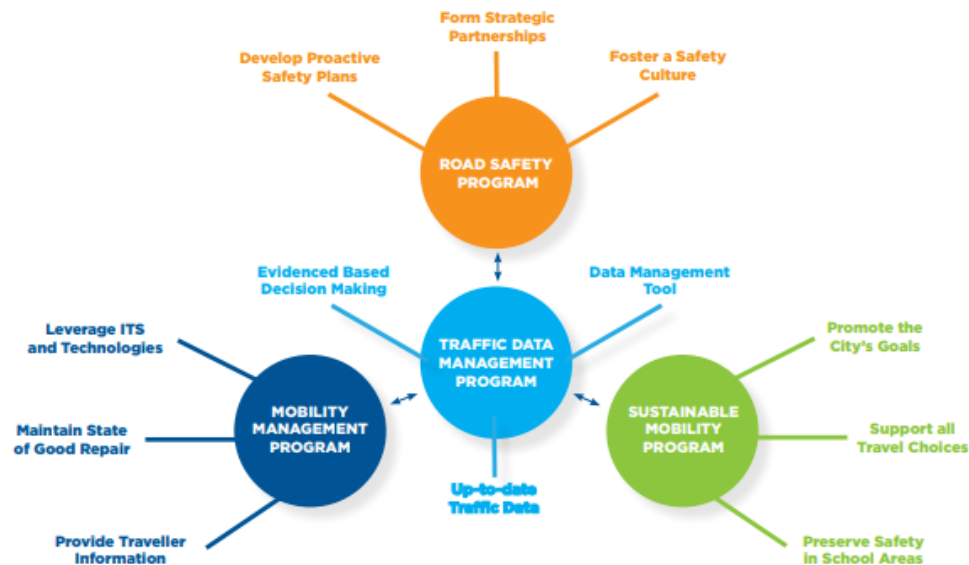 Form Strategic
Partnerships
Develop Proactive
Safety Plans
Foster a Safety
Culture
ROAD SAFETY
PROGRAM
Evidenced Based
Decision Making
Data Management
Tool
TRAFFIC DATA
MANAGEMENT
PROGRAM
Up-to-date
Traffic Data
Leverage ITS
and Technologies
Maintain State
of Good Repair
Provide Traveller
Information
MOBILITY
MANAGEMENT
PROGRAM
SUSTAINABLE
MOBILITY
PROGRAM
Promote the
City's Goals
Support all
Travel Choices
Preserve Safety
in School Areas